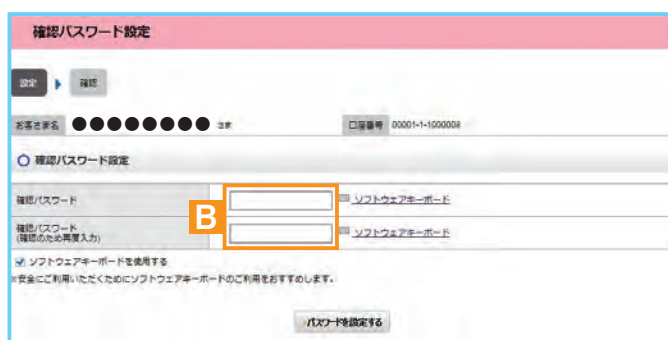 確認パスワード設定
設定 確認
お客さま名 ●●●●●●●● さま 口座番号 00001-1-1000008
確認パスワード設定
確認パスワード ソフトウェアキーボード
B
確認パスワード
(確認のため再度入力) ソフトウェアキーボード
ソフトウェアキーボードを使用する
※安全にご利用いただくためにソフトウェアキーボードのご利用をおすすめします。
パスワードを設定する